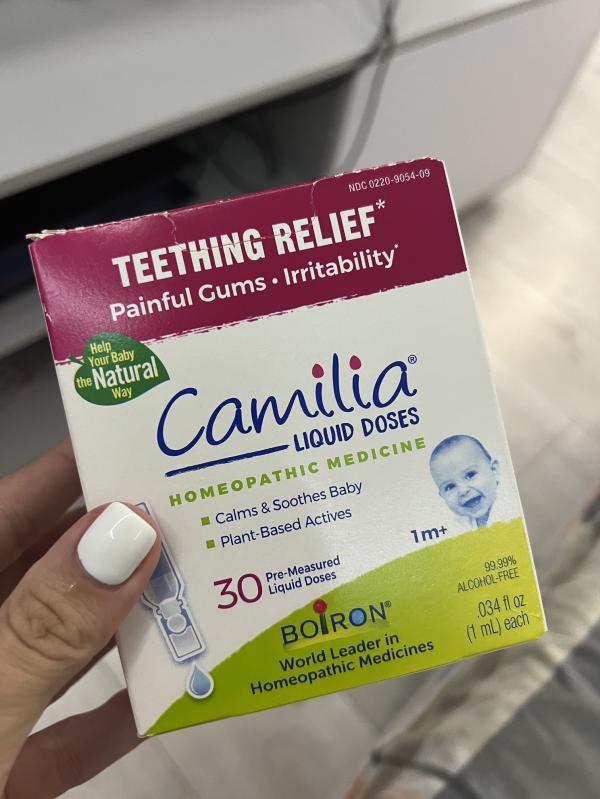 NDC 0220-9054-09
TEETHING RELIEF*
Painful Gums • Irritability*
Help
Your Baby
the Natural
Way
Camilia®
LIQUID DOSES
HOMEOPATHIC MEDICINE
Calms & Soothes Baby
Plant-Based Actives
1m+
30 Pre-Measured
Liquid Doses
99.99%
ALCOHOL-FREE
.034 fl oz
(1 mL) each
BOIRON®
World Leader in
Homeopathic Medicines